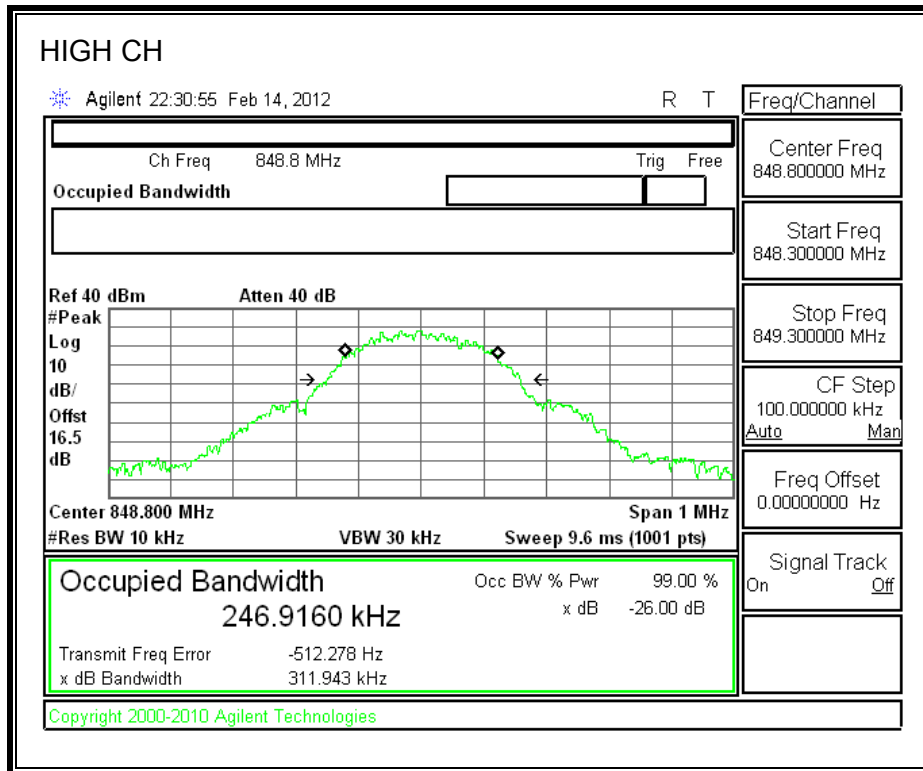 HIGH CH
Agilent 22:30:55 Feb 14, 2012 R T
Freq/Channel
Ch Freq 848.8 MHz Trig Free
Occupied Bandwidth
Center Freq
848.800000 MHz
Start Freq
848.300000 MHz
Stop Freq
849.300000 MHz
CF Step
100.000000 kHz
Auto Man
Freq Offset
0.00000000 Hz
Signal Track
On Off
Ref 40 dBm Atten 40 dB
#Peak
Log
10
dB/
Offst
16.5
dB
Center 848.800 MHz Span 1 MHz
#Res BW 10 kHz VBW 30 kHz Sweep 9.6 ms (1001 pts)
Occupied Bandwidth Occ BW % Pwr 99.00 %
246.9160 kHz x dB -26.00 dB
Transmit Freq Error -512.278 Hz
x dB Bandwidth 311.943 kHz
Copyright 2000-2010 Agilent Technologies